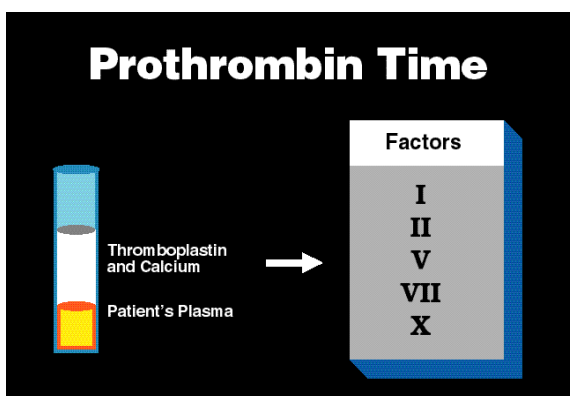 Prothrombin Time
Thromboplastin
and Calcium
Patient's Plasma
Factors
I
II
V
VII
X